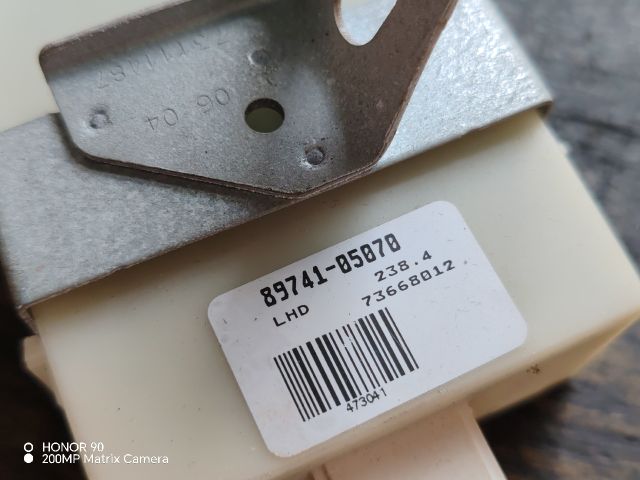 06 04
89741-05070
238.4
LHD 73668012
473041
HONOR 90
200MP Matrix Camera